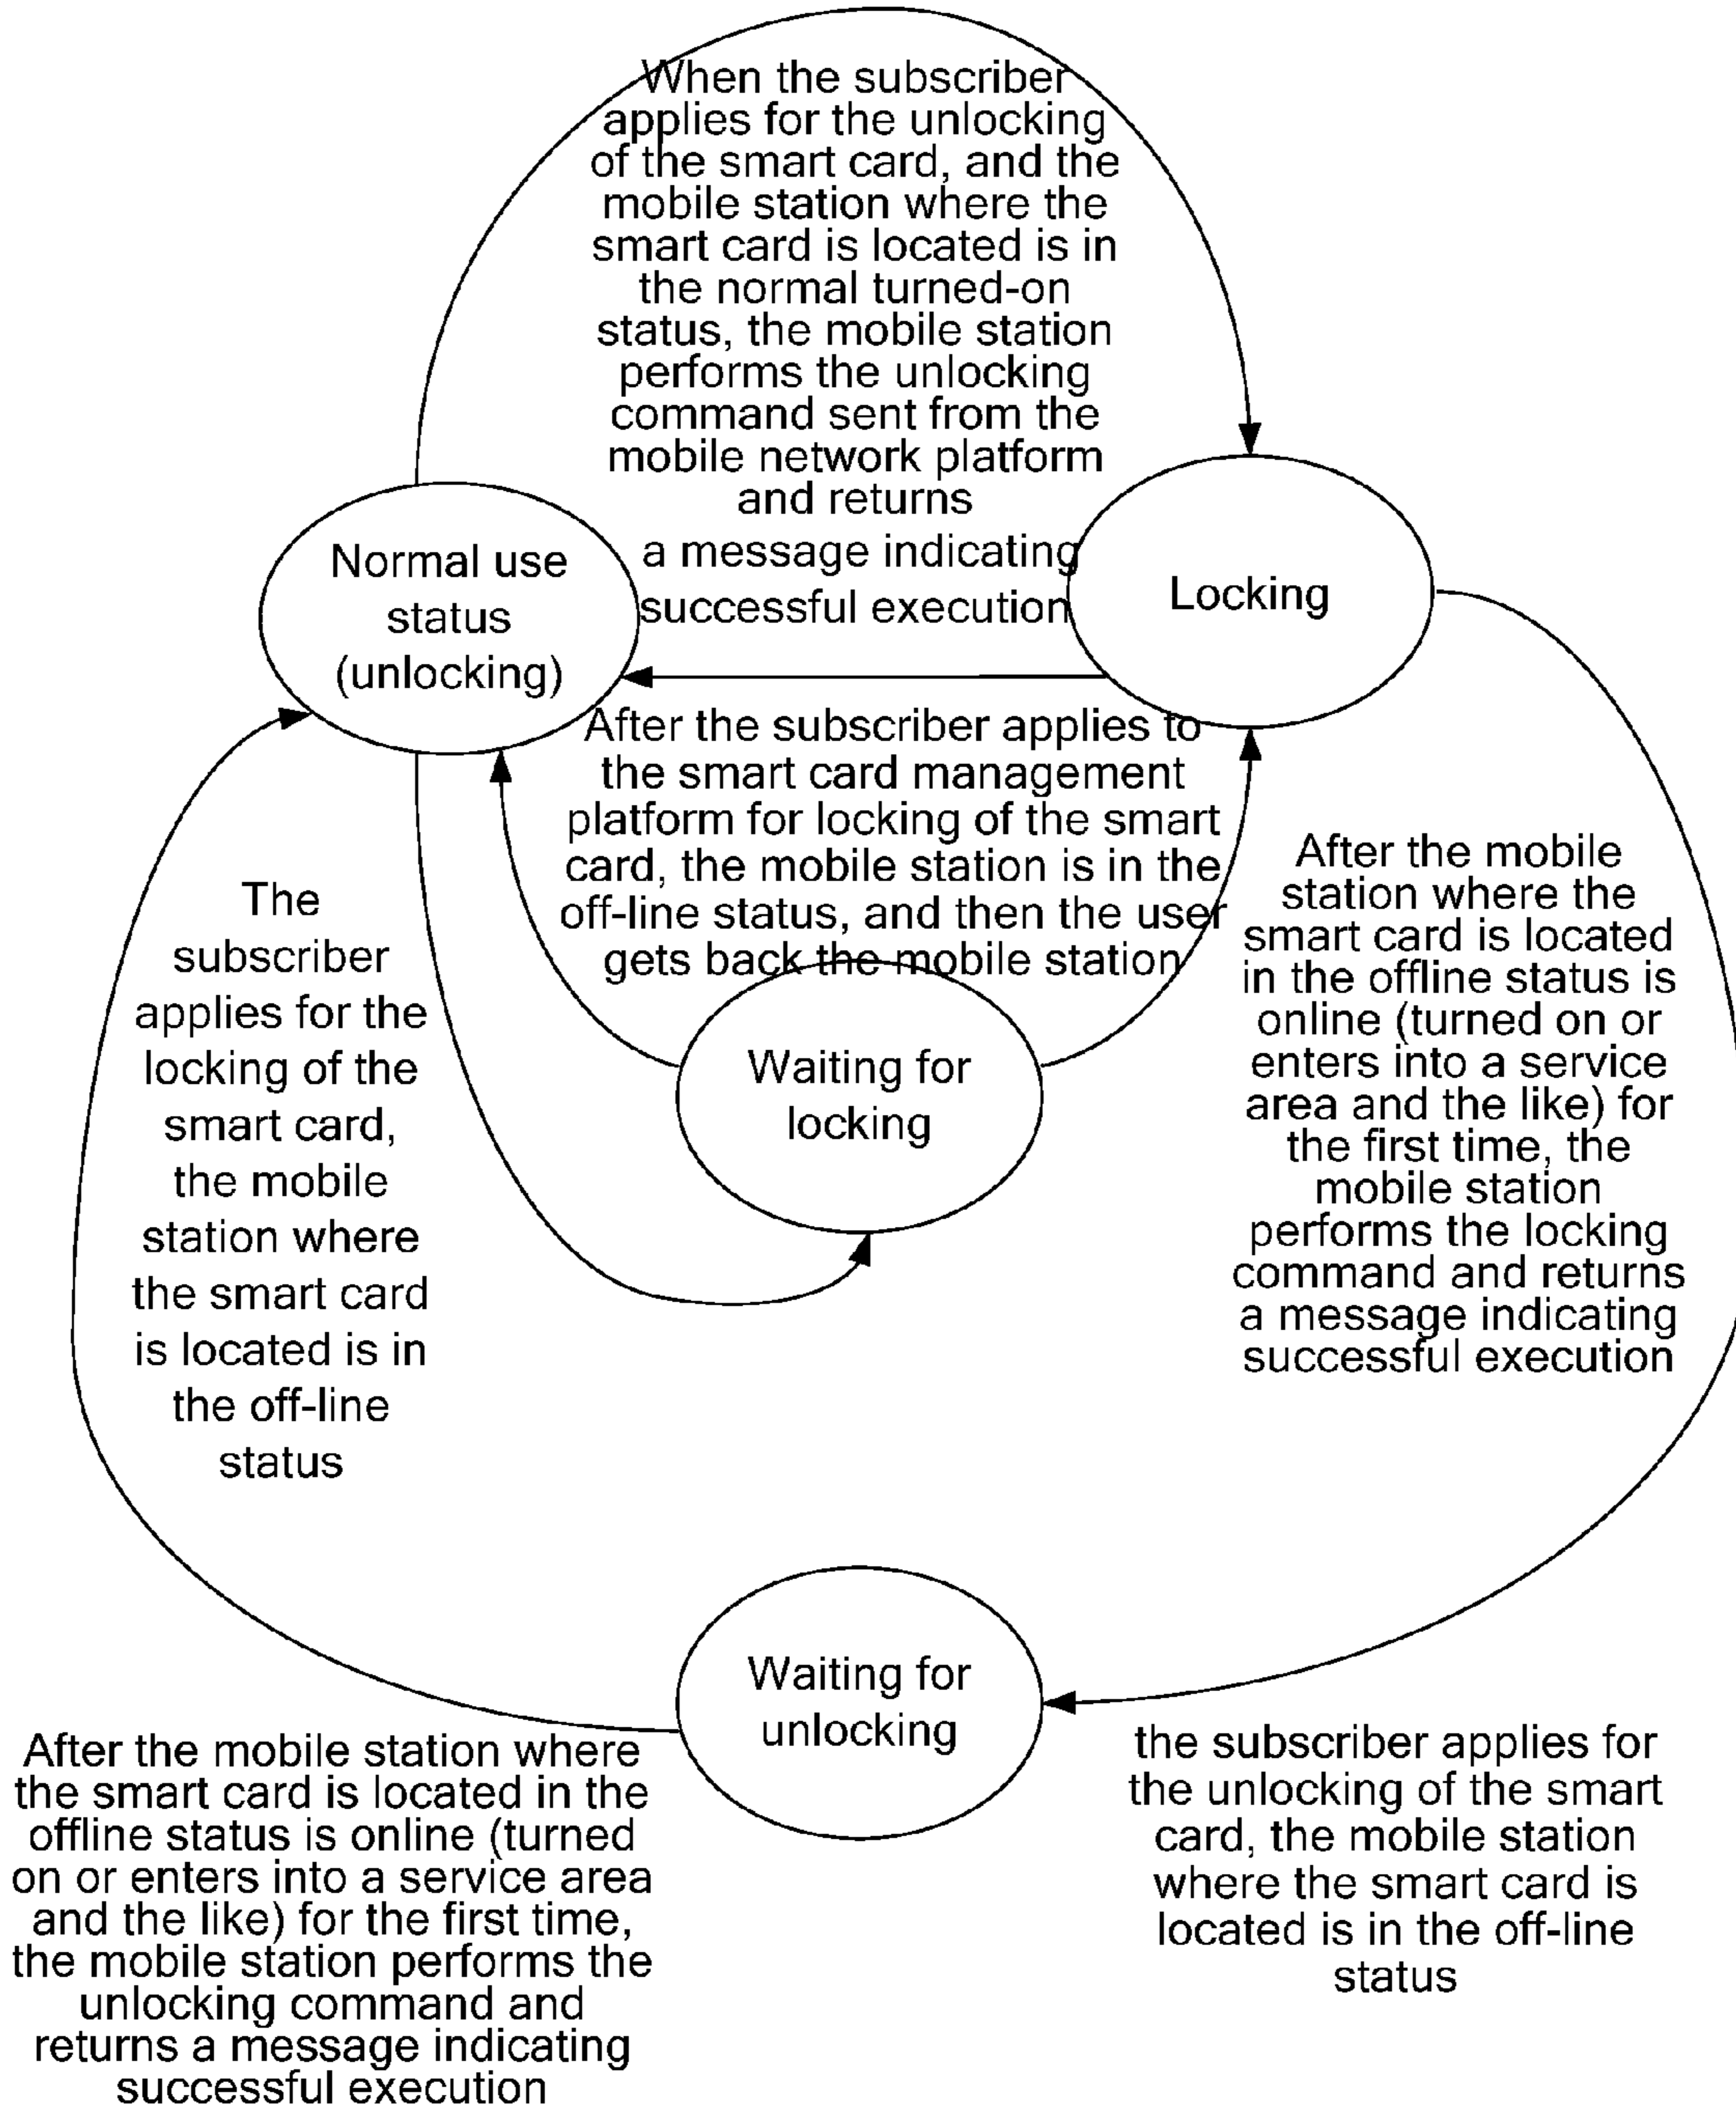 When the subscriber
applies for the unlocking
of the smart card, and the
mobile station where the
smart card is located is in
the normal turned-on
status, the mobile station
performs the unlocking
command sent from the
mobile network platform
and returns
a message indicating
successful execution
Normal use
status
(unlocking)
Locking
After the subscriber applies to
the smart card management
platform for locking of the smart
card, the mobile station is in the
off-line status, and then the user
gets back the mobile station
The
subscriber
applies for the
locking of the
smart card,
the mobile
station where
the smart card
is located is in
the off-line
status
Waiting for
locking
After the mobile
station where the
smart card is located
in the offline status is
online (turned on or
enters into a service
area and the like) for
the first time, the
mobile station
performs the locking
command and returns
a message indicating
successful execution
Waiting for
unlocking
After the mobile station where
the smart card is located in the
offline status is online (turned
on or enters into a service area
and the like) for the first time,
the mobile station performs the
unlocking command and
returns a message indicating
successful execution
the subscriber applies for
the unlocking of the smart
card, the mobile station
where the smart card is
located is in the off-line
status